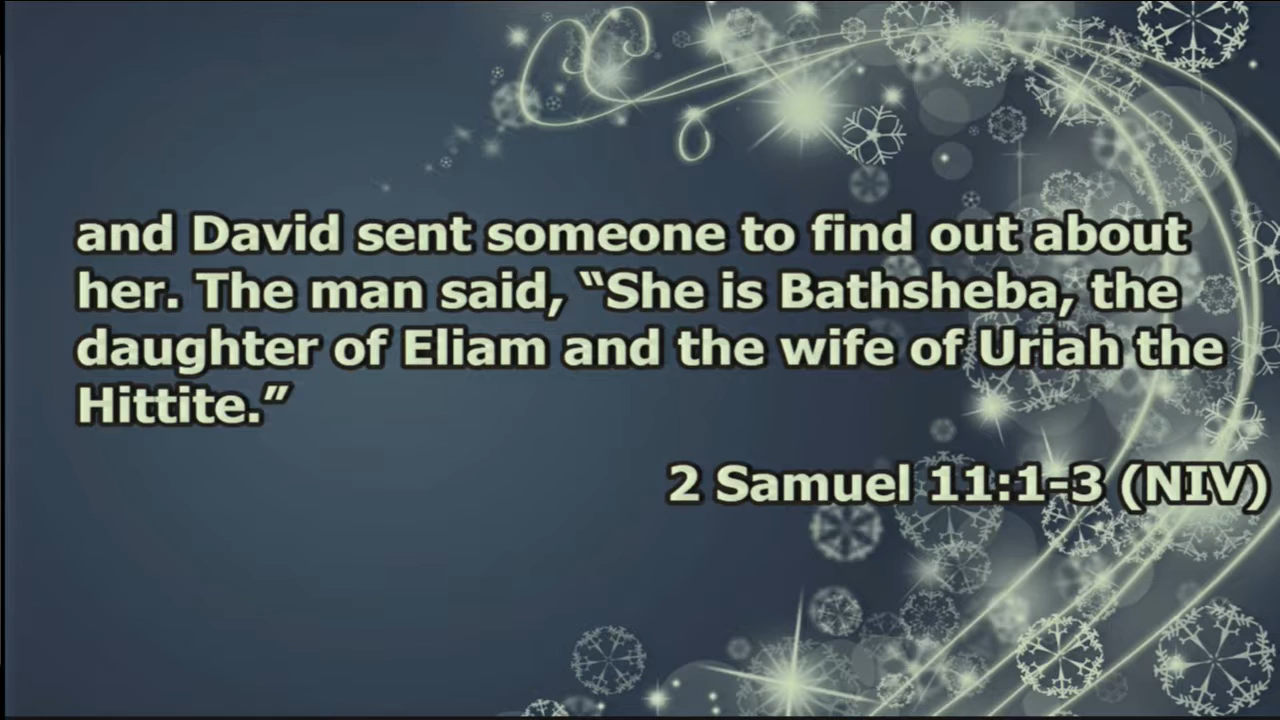 and David sent someone to find out about
her. The man said, “She is Bathsheba, the
daughter of Eliam and the wife of Uriah the
Hittite.”
2 Samuel 11:1-3 (NIV)